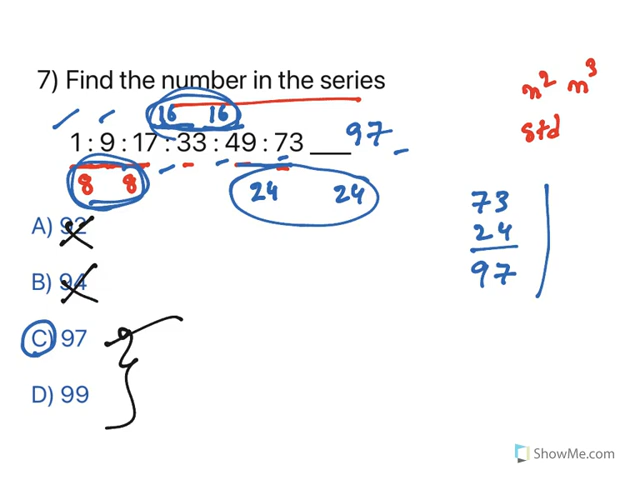 7) Find the number in the series
n² n³
16 16
std
1 : 9 : 17 : 33 : 49 : 73 ___ 97
8 8 24 24
73
24
97
A) 92
B) 94
C) 97
D) 99
ShowMe.com